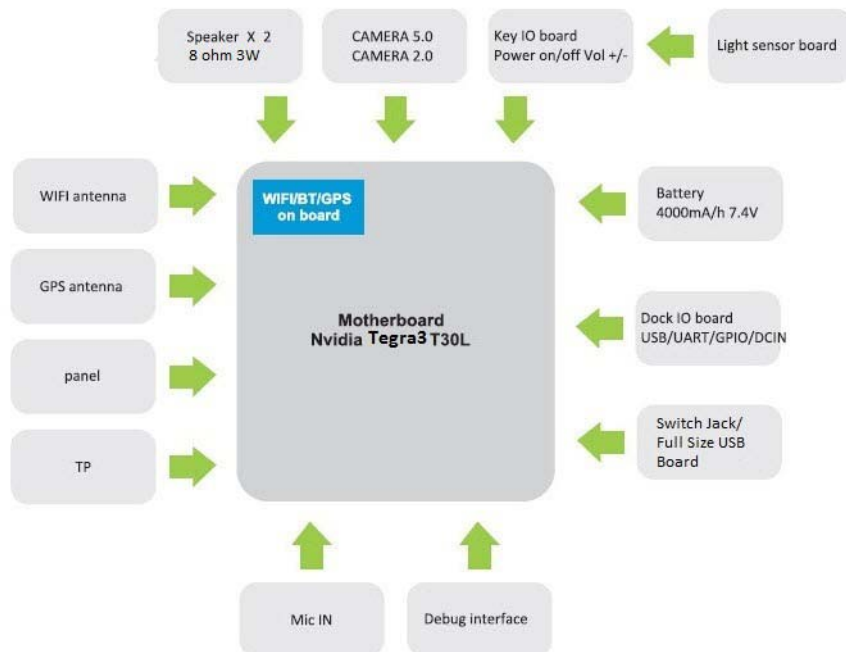 Speaker X 2
8 ohm 3W
CAMERA 5.0
CAMERA 2.0
Key IO board
Power on/off Vol +/-
Light sensor board
WIFI antenna
WIFI/BT/GPS
on board
Battery
4000mA/h 7.4V
GPS antenna
Motherboard
Nvidia Tegra3 T30L
Dock IO board
USB/UART/GPIO/DCIN
panel
Switch Jack/
Full Size USB
Board
TP
Mic IN
Debug interface